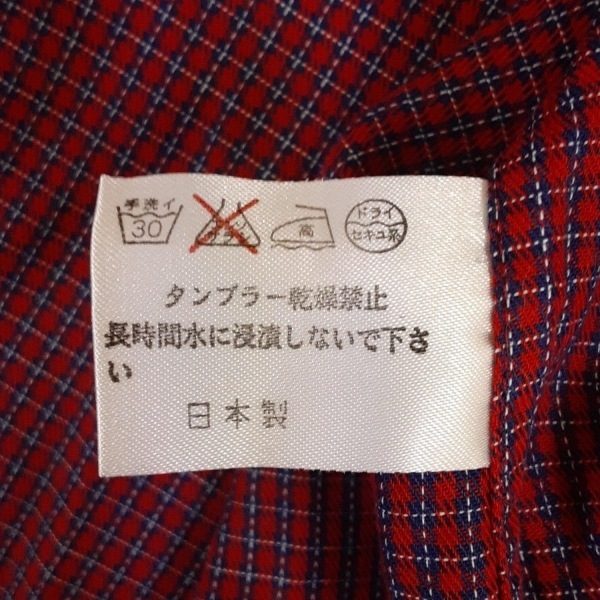 手洗イ
30
高
ドライ
セキユ系
タンブラー乾燥禁止
長時間水に浸漬しないで下さ
い
日本製